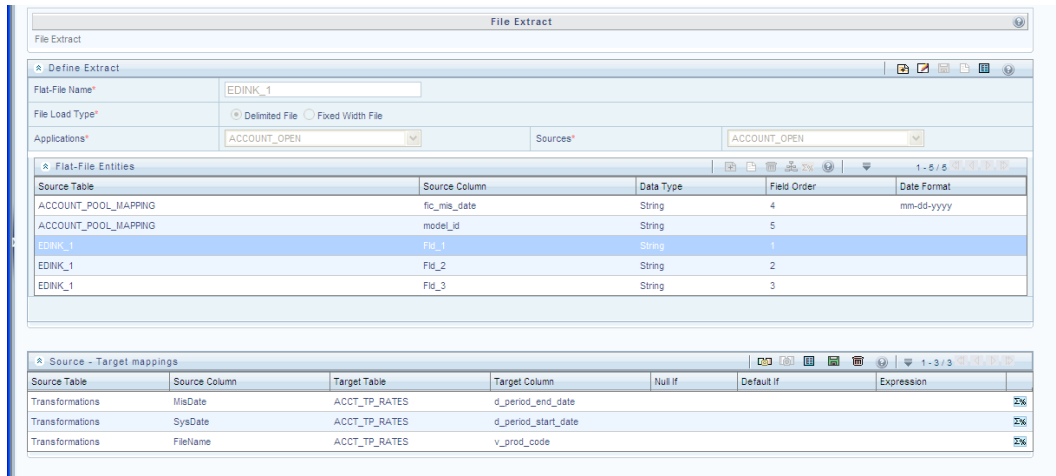 File Extract
File Extract
Define Extract
Flat-File Name* EDINK_1
File Load Type* Delimited File Fixed Width File
Applications* ACCOUNT_OPEN Sources* ACCOUNT_OPEN
Flat-File Entities 1 - 5 / 5
Source Table Source Column Data Type Field Order Date Format
ACCOUNT_POOL_MAPPING fic_mis_date String 4 mm-dd-yyyy
ACCOUNT_POOL_MAPPING model_id String 5
EDINK_1 Fld_1 String 1
EDINK_1 Fld_2 String 2
EDINK_1 Fld_3 String 3
Source - Target mappings 1 - 3 / 3
Source Table Source Column Target Table Target Column Null If Default If Expression
Transformations MisDate ACCT_TP_RATES d_period_end_date Σ%
Transformations SysDate ACCT_TP_RATES d_period_start_date Σ%
Transformations FileName ACCT_TP_RATES v_prod_code Σ%